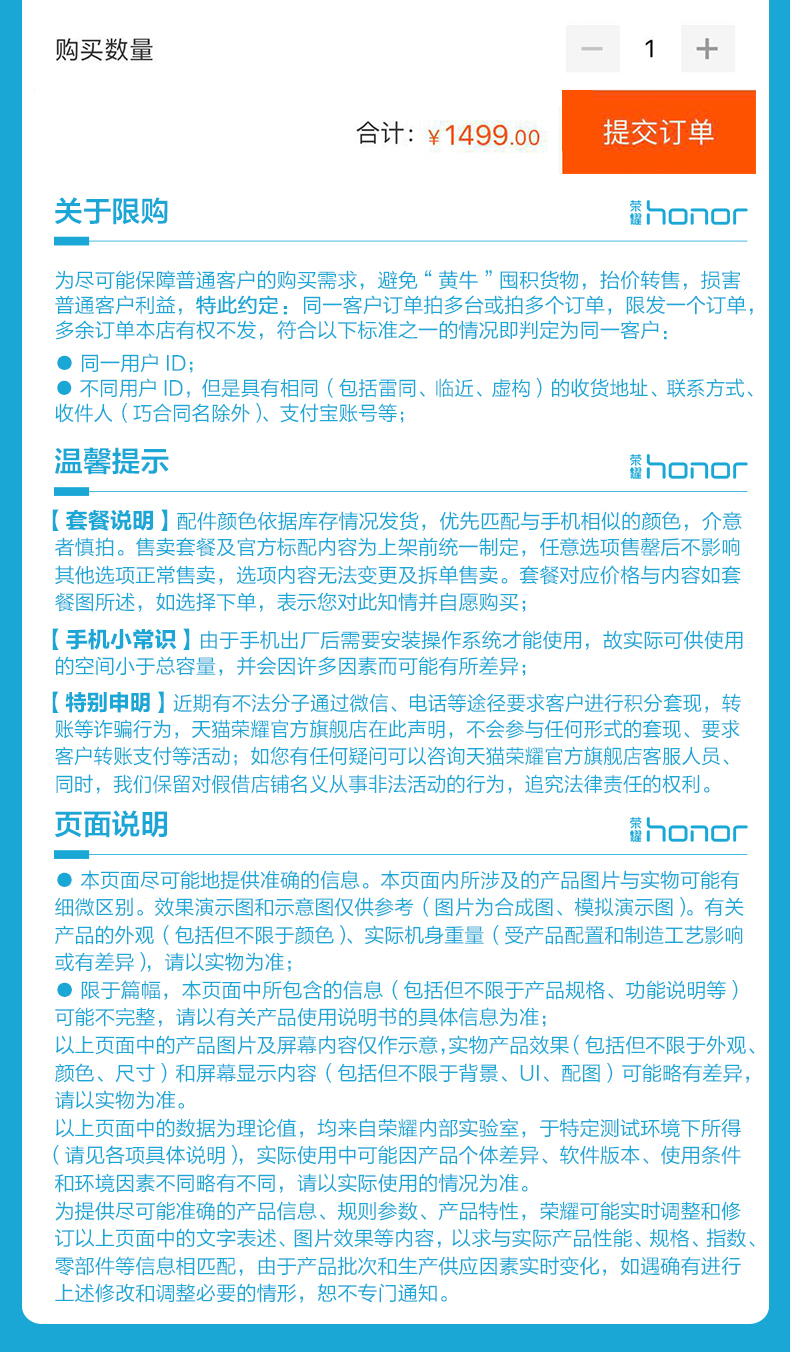 购买数量
— 1 +
合计：¥1499.00
提交订单
关于限购
荣耀 honor
为尽可能保障普通客户的购买需求，避免“黄牛”囤积货物，抬价转售，损害
普通客户利益，特此约定：同一客户订单拍多台或拍多个订单，限发一个订单，
多余订单本店有权不发，符合以下标准之一的情况即判定为同一客户：
● 同一用户 ID；
● 不同用户 ID，但是具有相同（包括雷同、临近、虚构）的收货地址、联系方式、
收件人（巧合同名除外）、支付宝账号等；
温馨提示
荣耀 honor
【套餐说明】配件颜色依据库存情况发货，优先匹配与手机相似的颜色，介意
者慎拍。售卖套餐及官方标配内容为上架前统一制定，任意选项售罄后不影响
其他选项正常售卖，选项内容无法变更及拆单售卖。套餐对应价格与内容如套
餐图所述，如选择下单，表示您对此知情并自愿购买；
【手机小常识】由于手机出厂后需要安装操作系统才能使用，故实际可供使用
的空间小于总容量，并会因许多因素而可能有所差异；
【特别申明】近期有不法分子通过微信、电话等途径要求客户进行积分套现，转
账等诈骗行为，天猫荣耀官方旗舰店在此声明，不会参与任何形式的套现、要求
客户转账支付等活动；如您有任何疑问可以咨询天猫荣耀官方旗舰店客服人员、
同时，我们保留对假借店铺名义从事非法活动的行为，追究法律责任的权利。
页面说明
荣耀 honor
● 本页面尽可能地提供准确的信息。本页面内所涉及的产品图片与实物可能有
细微区别。效果演示图和示意图仅供参考（图片为合成图、模拟演示图）。有关
产品的外观（包括但不限于颜色）、实际机身重量（受产品配置和制造工艺影响
或有差异），请以实物为准；
● 限于篇幅，本页面中所包含的信息（包括但不限于产品规格、功能说明等）
可能不完整，请以有关产品使用说明书的具体信息为准；
以上页面中的产品图片及屏幕内容仅作示意，实物产品效果（包括但不限于外观、
颜色、尺寸）和屏幕显示内容（包括但不限于背景、UI、配图）可能略有差异，
请以实物为准。
以上页面中的数据为理论值，均来自荣耀内部实验室，于特定测试环境下所得
（请见各项具体说明），实际使用中可能因产品个体差异、软件版本、使用条件
和环境因素不同略有不同，请以实际使用的情况为准。
为提供尽可能准确的产品信息、规则参数、产品特性，荣耀可能实时调整和修
订以上页面中的文字表述、图片效果等内容，以求与实际产品性能、规格、指数、
零部件等信息相匹配，由于产品批次和生产供应因素实时变化，如遇确有进行
上述修改和调整必要的情形，恕不专门通知。